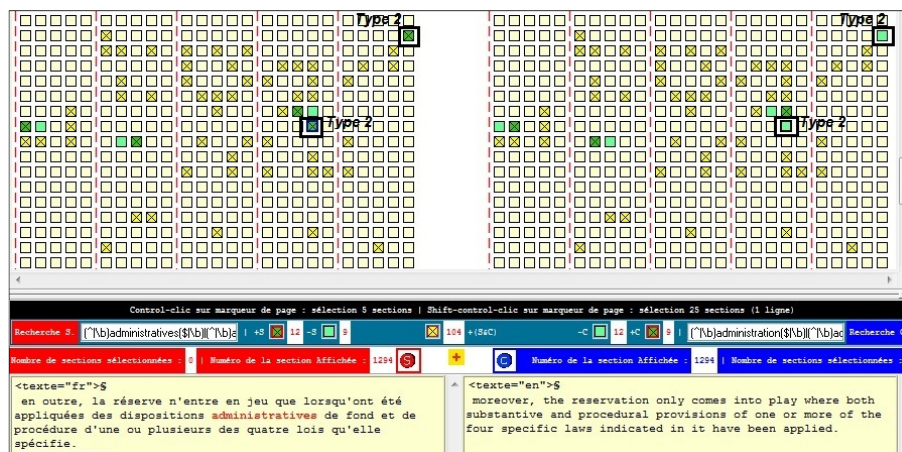 Type 2
Type 2
Type 2
Type 2
Control-clic sur marqueur de page : sélection 5 sections | Shift-control-clic sur marqueur de page : sélection 25 sections (1 ligne)
Recherche S. (^|\b)administratives($|\b)|(^|\b)a | +S 12 -S 9 104 +(S&C) -C 12 +C 9 | (^|\b)administration($|\b)|(^|\b)ac Recherche
Nombre de sections sélectionnées : 0 | Numéro de la section Affichée : 1294 S + C Numéro de la section Affichée : 1294 | Nombre de sections sélectionnées :
<texte="fr">§
en outre, la réserve n'entre en jeu que lorsqu'ont été
appliquées des dispositions administratives de fond et de
procédure d'une ou plusieurs des quatre lois qu'elle
spécifie.
<texte="en">§
moreover, the reservation only comes into play where both
substantive and procedural provisions of one or more of the
four specific laws indicated in it have been applied.